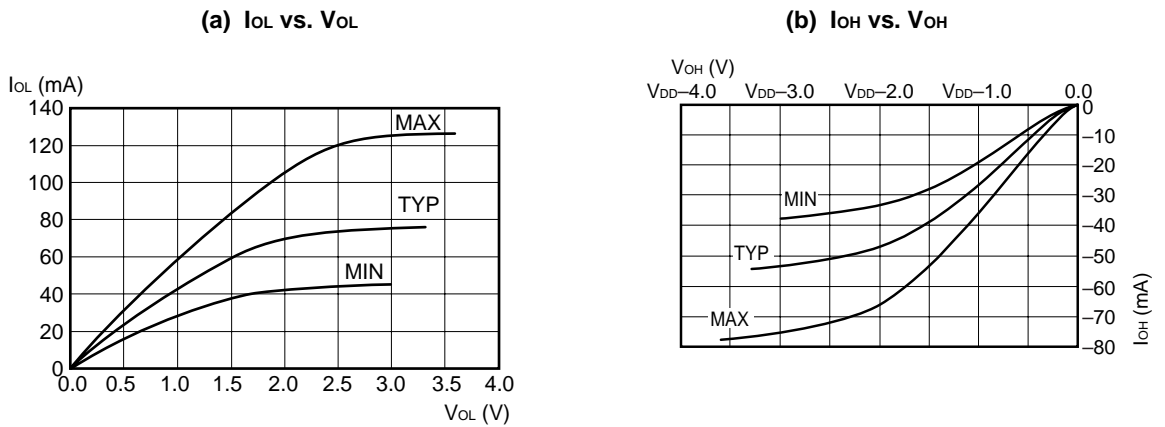 (a) IOL vs. VOL
IOL (mA)
140
120
100
80
60
40
20
0
MAX
TYP
MIN
0.0 0.5 1.0 1.5 2.0 2.5 3.0 3.5 4.0
VOL (V)
(b) IOH vs. VOH
VOH (V)
VDD–4.0 VDD–3.0 VDD–2.0 VDD–1.0 0.0
0
–10
–20
–30
–40
–50
–60
–70
–80
MIN
TYP
MAX
IOH (mA)